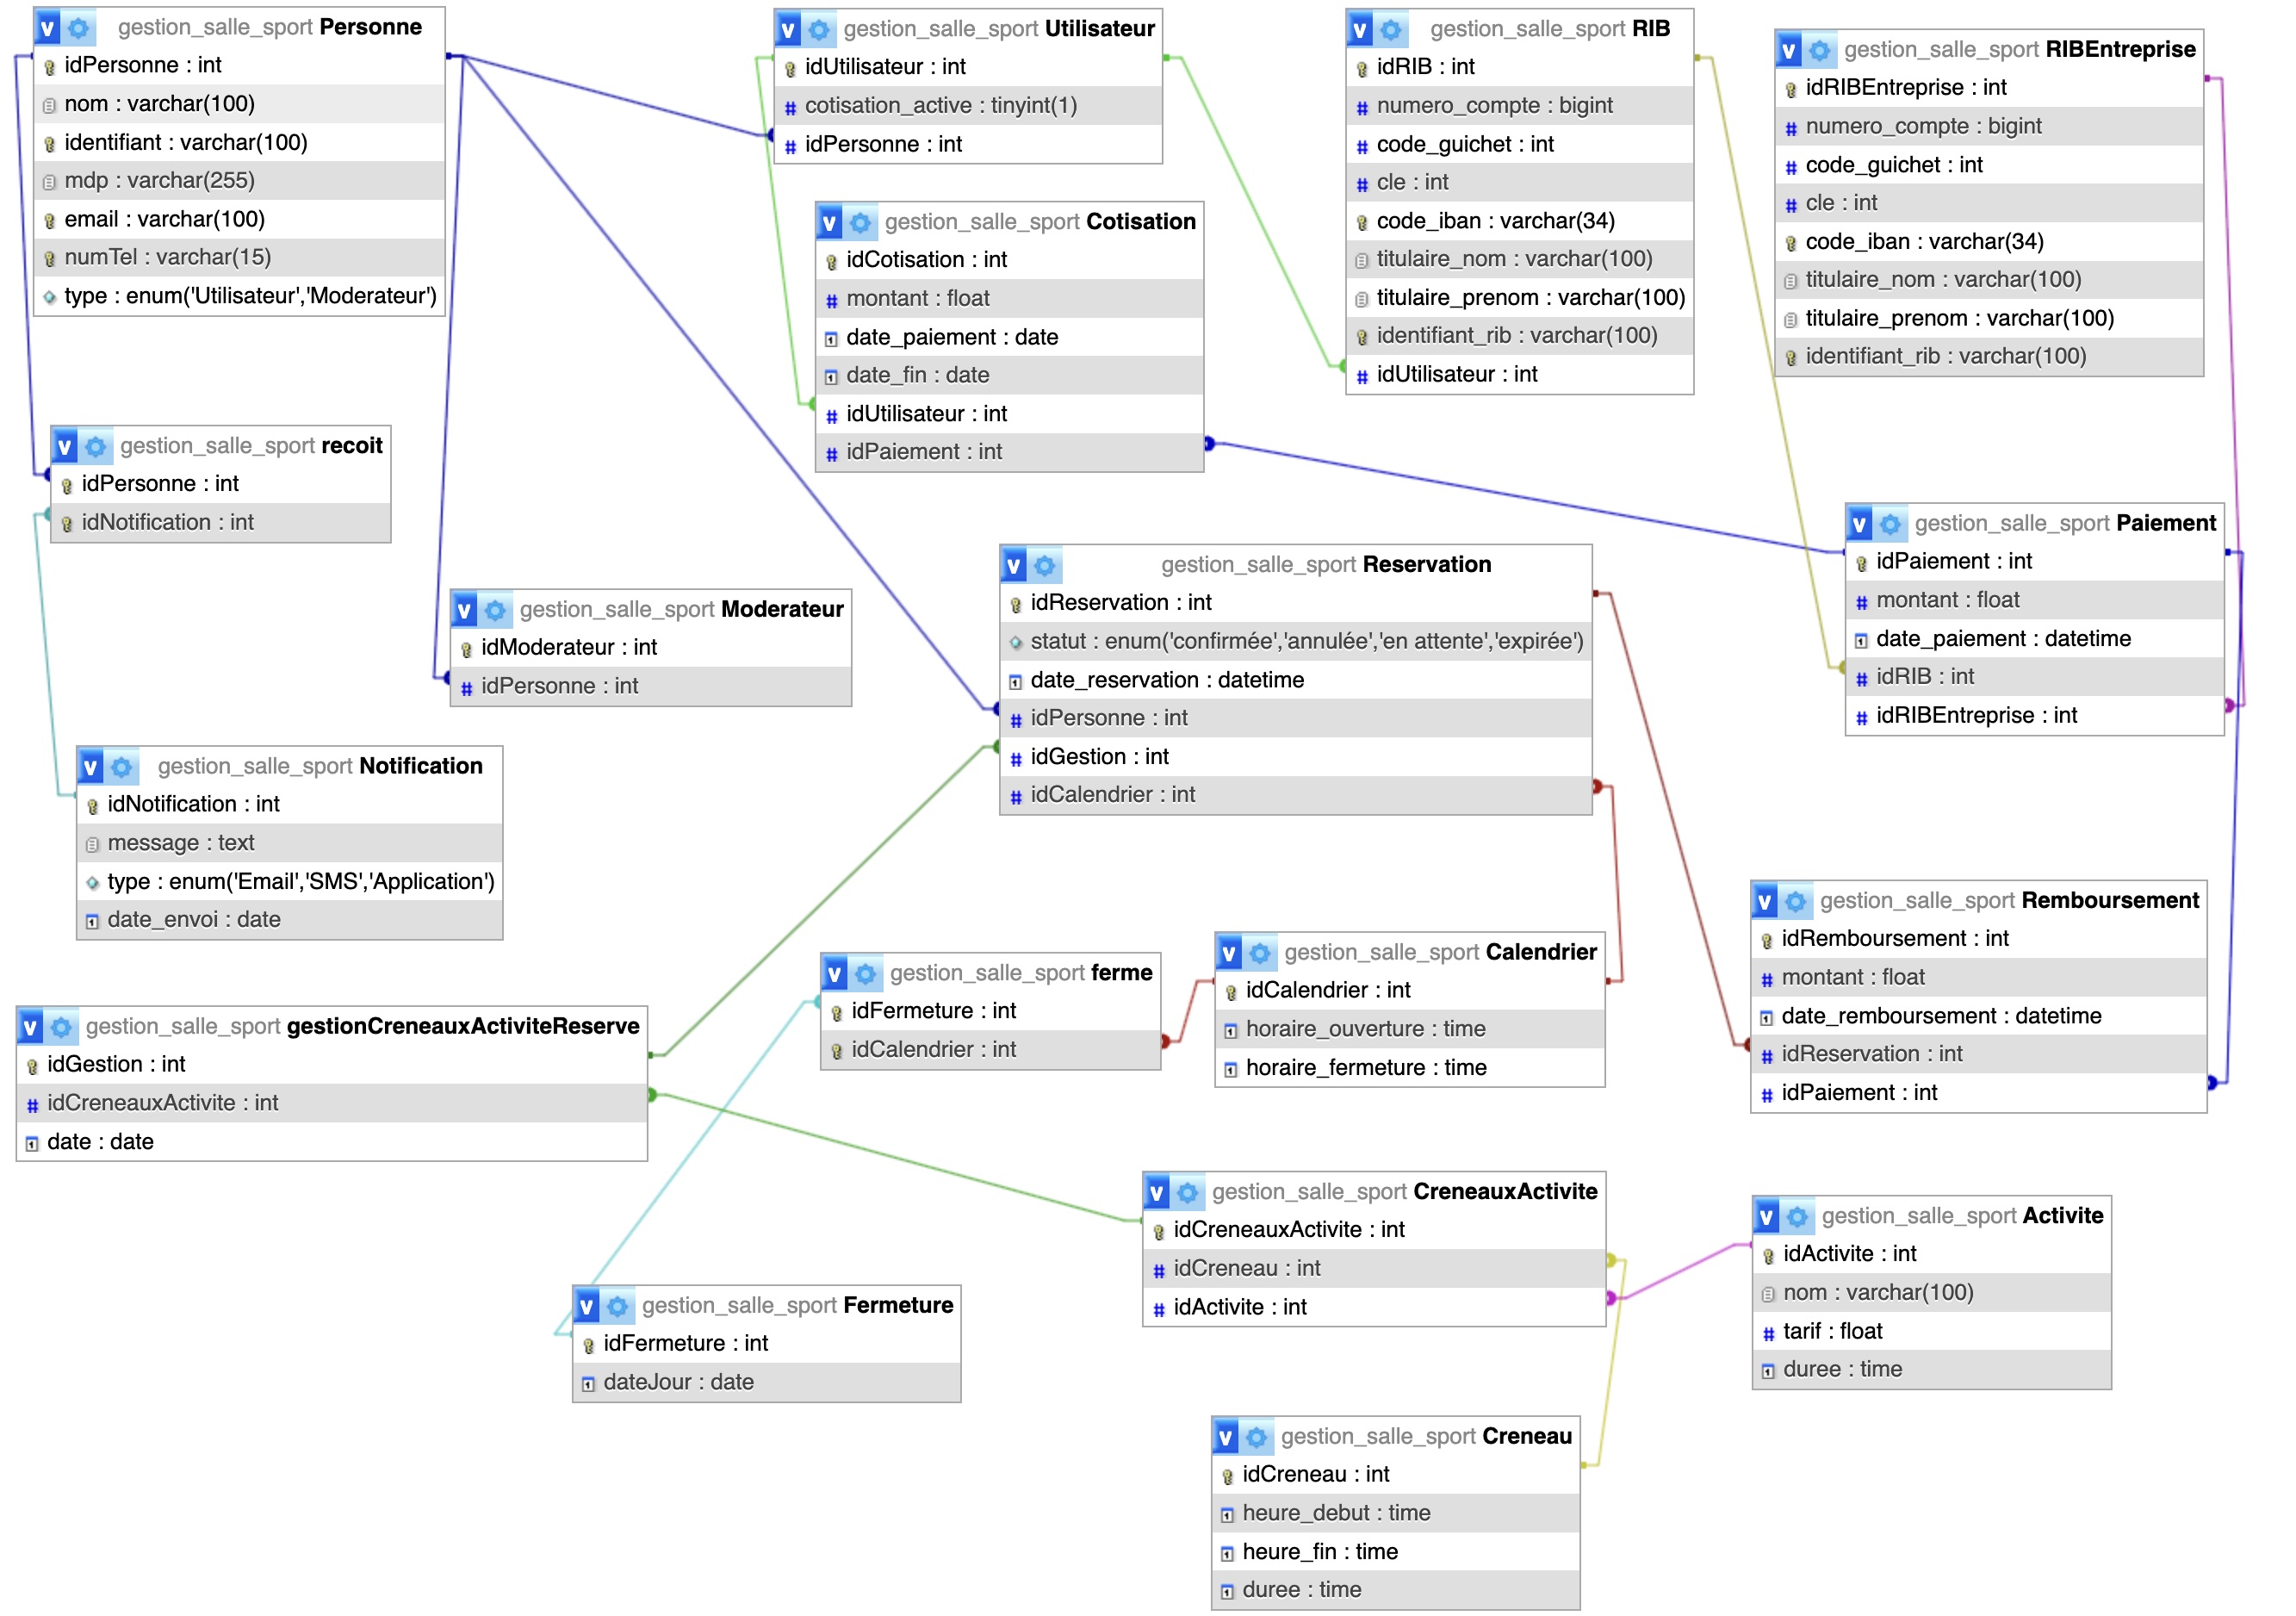 gestion_salle_sport Personne
idPersonne : int
nom : varchar(100)
identifiant : varchar(100)
mdp : varchar(255)
email : varchar(100)
numTel : varchar(15)
type : enum('Utilisateur','Moderateur')
gestion_salle_sport Utilisateur
idUtilisateur : int
cotisation_active : tinyint(1)
idPersonne : int
gestion_salle_sport RIB
idRIB : int
numero_compte : bigint
code_guichet : int
cle : int
code_iban : varchar(34)
titulaire_nom : varchar(100)
titulaire_prenom : varchar(100)
identifiant_rib : varchar(100)
idUtilisateur : int
gestion_salle_sport RIBEntreprise
idRIBEntreprise : int
numero_compte : bigint
code_guichet : int
cle : int
code_iban : varchar(34)
titulaire_nom : varchar(100)
titulaire_prenom : varchar(100)
identifiant_rib : varchar(100)
gestion_salle_sport Cotisation
idCotisation : int
montant : float
date_paiement : date
date_fin : date
idUtilisateur : int
idPaiement : int
gestion_salle_sport recoit
idPersonne : int
idNotification : int
gestion_salle_sport Paiement
idPaiement : int
montant : float
date_paiement : datetime
idRIB : int
idRIBEntreprise : int
gestion_salle_sport Reservation
idReservation : int
statut : enum('confirmée','annulée','en attente','expirée')
date_reservation : datetime
idPersonne : int
idGestion : int
idCalendrier : int
gestion_salle_sport Moderateur
idModerateur : int
idPersonne : int
gestion_salle_sport Notification
idNotification : int
message : text
type : enum('Email','SMS','Application')
date_envoi : date
gestion_salle_sport Remboursement
idRemboursement : int
montant : float
date_remboursement : datetime
idReservation : int
idPaiement : int
gestion_salle_sport Calendrier
idCalendrier : int
horaire_ouverture : time
horaire_fermeture : time
gestion_salle_sport ferme
idFermeture : int
idCalendrier : int
gestion_salle_sport gestionCreneauxActiviteReserve
idGestion : int
idCreneauxActivite : int
date : date
gestion_salle_sport CreneauxActivite
idCreneauxActivite : int
idCreneau : int
idActivite : int
gestion_salle_sport Activite
idActivite : int
nom : varchar(100)
tarif : float
duree : time
gestion_salle_sport Fermeture
idFermeture : int
dateJour : date
gestion_salle_sport Creneau
idCreneau : int
heure_debut : time
heure_fin : time
duree : time